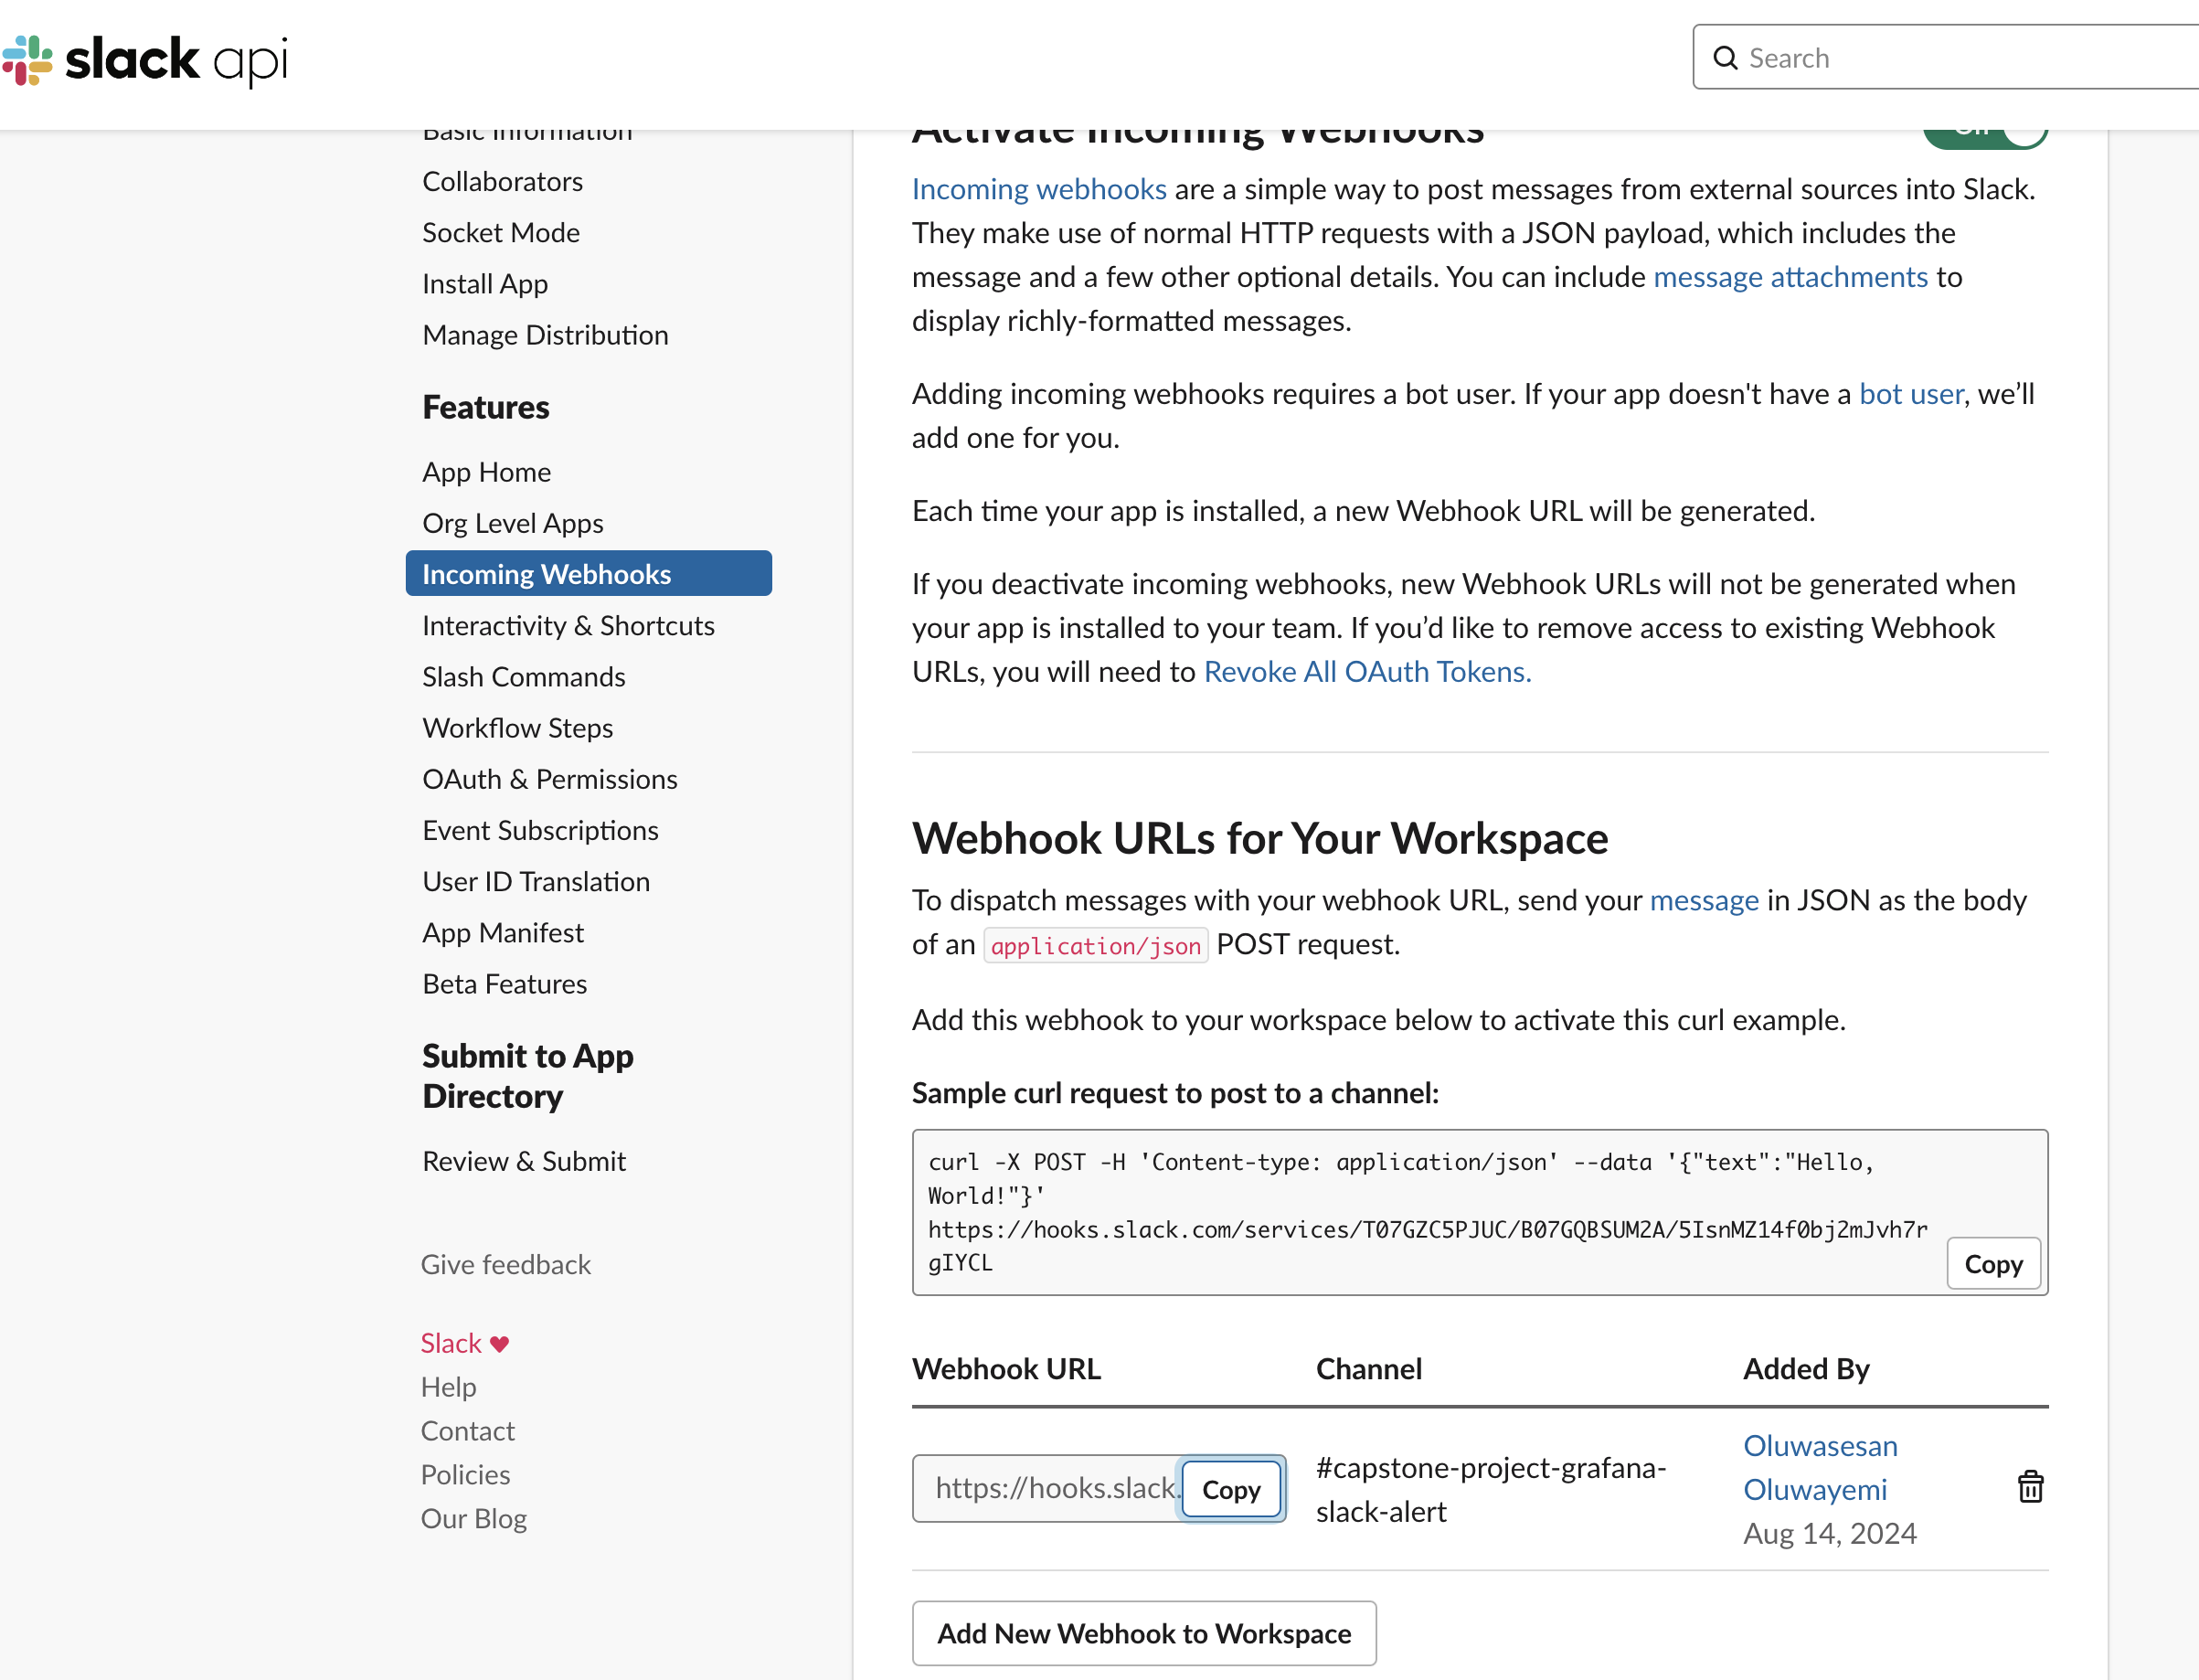 slack api
Search
Basic Information
Collaborators
Socket Mode
Install App
Manage Distribution
Features
App Home
Org Level Apps
Incoming Webhooks
Interactivity & Shortcuts
Slash Commands
Workflow Steps
OAuth & Permissions
Event Subscriptions
User ID Translation
App Manifest
Beta Features
Submit to App
Directory
Review & Submit
Give feedback
Slack ♥
Help
Contact
Policies
Our Blog
Activate Incoming Webhooks
On
Incoming webhooks are a simple way to post messages from external sources into Slack.
They make use of normal HTTP requests with a JSON payload, which includes the
message and a few other optional details. You can include message attachments to
display richly-formatted messages.
Adding incoming webhooks requires a bot user. If your app doesn't have a bot user, we’ll
add one for you.
Each time your app is installed, a new Webhook URL will be generated.
If you deactivate incoming webhooks, new Webhook URLs will not be generated when
your app is installed to your team. If you’d like to remove access to existing Webhook
URLs, you will need to Revoke All OAuth Tokens.
Webhook URLs for Your Workspace
To dispatch messages with your webhook URL, send your message in JSON as the body
of an application/json POST request.
Add this webhook to your workspace below to activate this curl example.
Sample curl request to post to a channel:
curl -X POST -H 'Content-type: application/json' --data '{"text":"Hello,
World!"}'
https://hooks.slack.com/services/T07GZC5PJUC/B07GQBSUM2A/5IsnMZ14f0bj2mJvh7r
gIYCL
Copy
Webhook URL Channel Added By
https://hooks.slack. Copy
#capstone-project-grafana-
slack-alert
Oluwasesan
Oluwayemi
Aug 14, 2024
Add New Webhook to Workspace